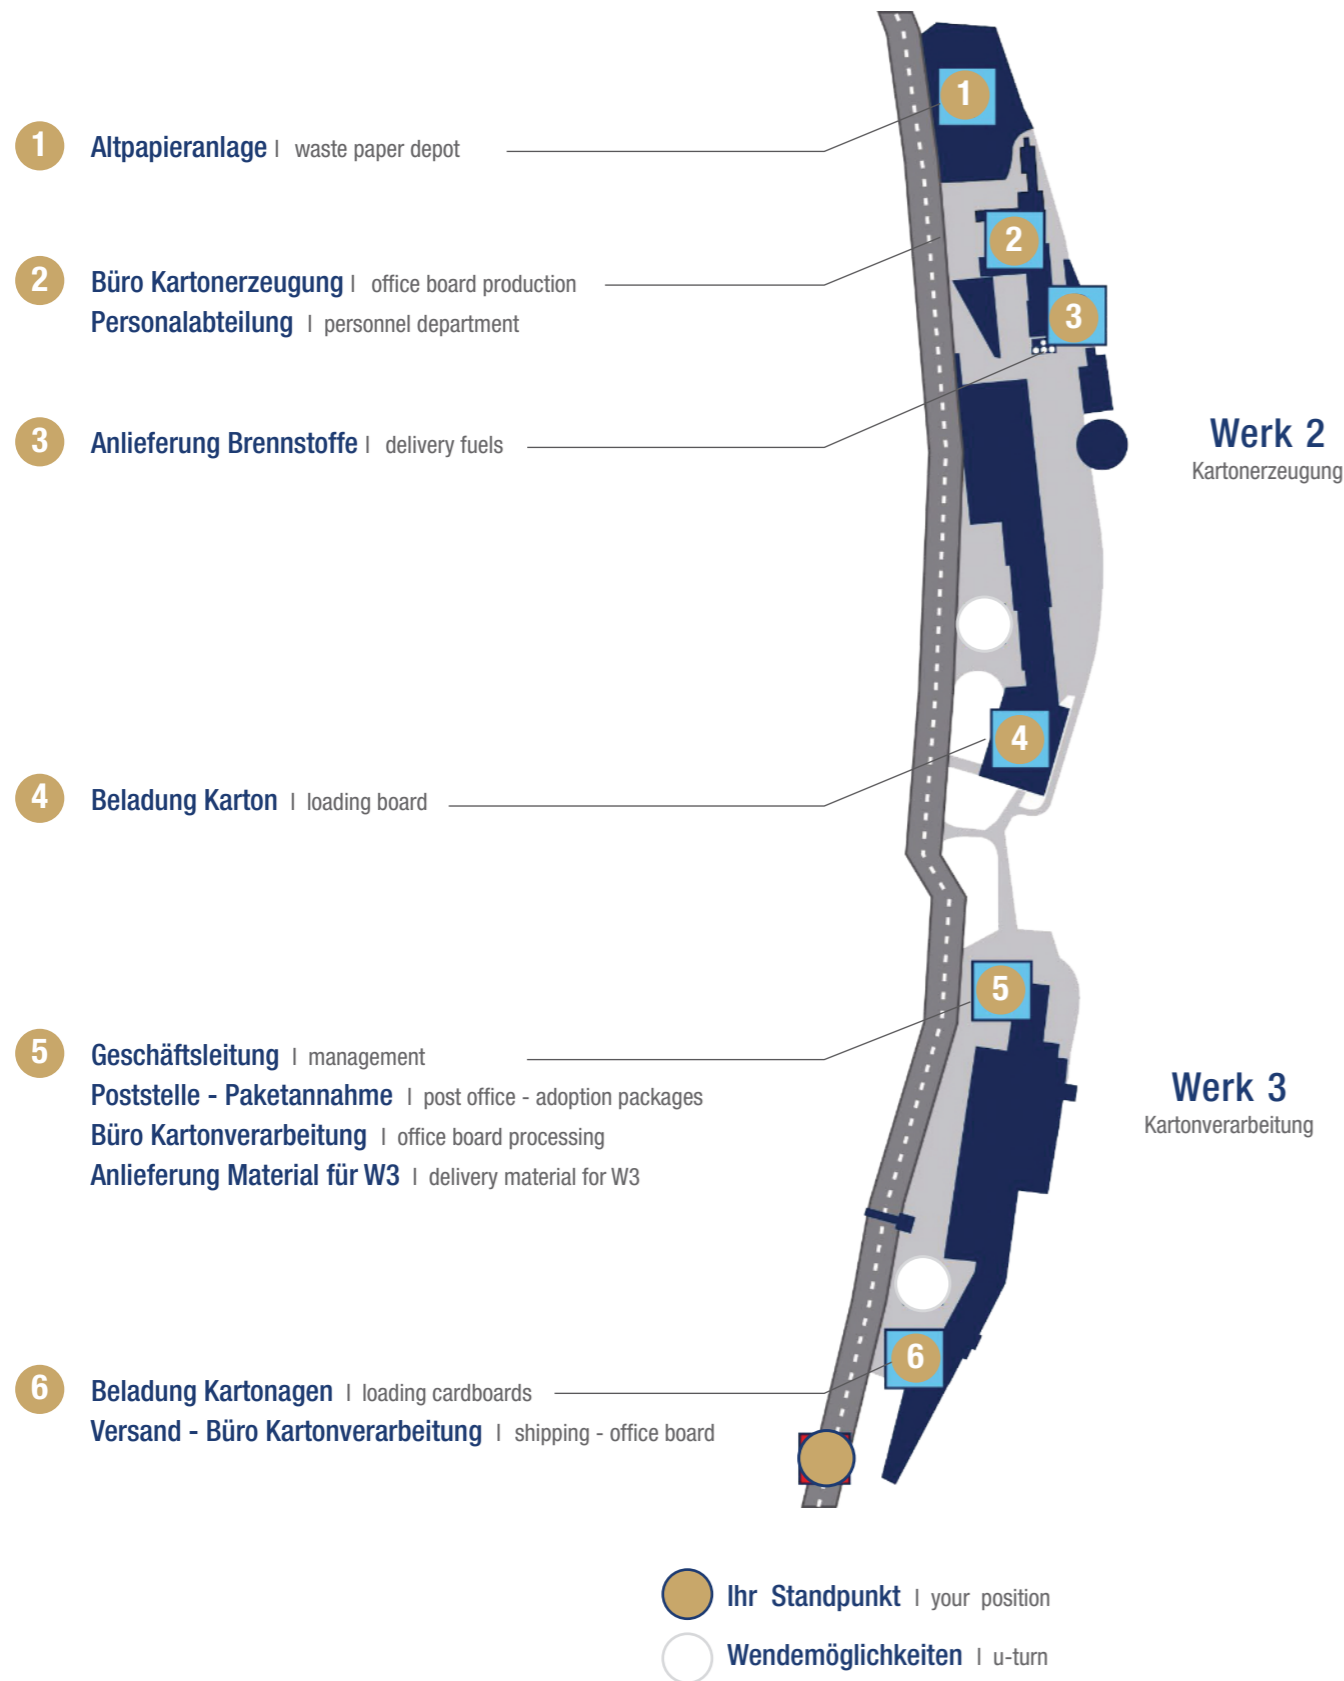 1
1 Altpapieranlage | waste paper depot
2
2 Büro Kartonerzeugung | office board production
Personalabteilung | personnel department
3
3 Anlieferung Brennstoffe | delivery fuels
Werk 2
Kartonerzeugung
4
4 Beladung Karton | loading board
5
5 Geschäftsleitung | management
Poststelle - Paketannahme | post office - adoption packages
Büro Kartonverarbeitung | office board processing
Anlieferung Material für W3 | delivery material for W3
Werk 3
Kartonverarbeitung
6
6 Beladung Kartonagen | loading cardboards
Versand - Büro Kartonverarbeitung | shipping - office board
Ihr Standpunkt | your position
Wendemöglichkeiten | u-turn